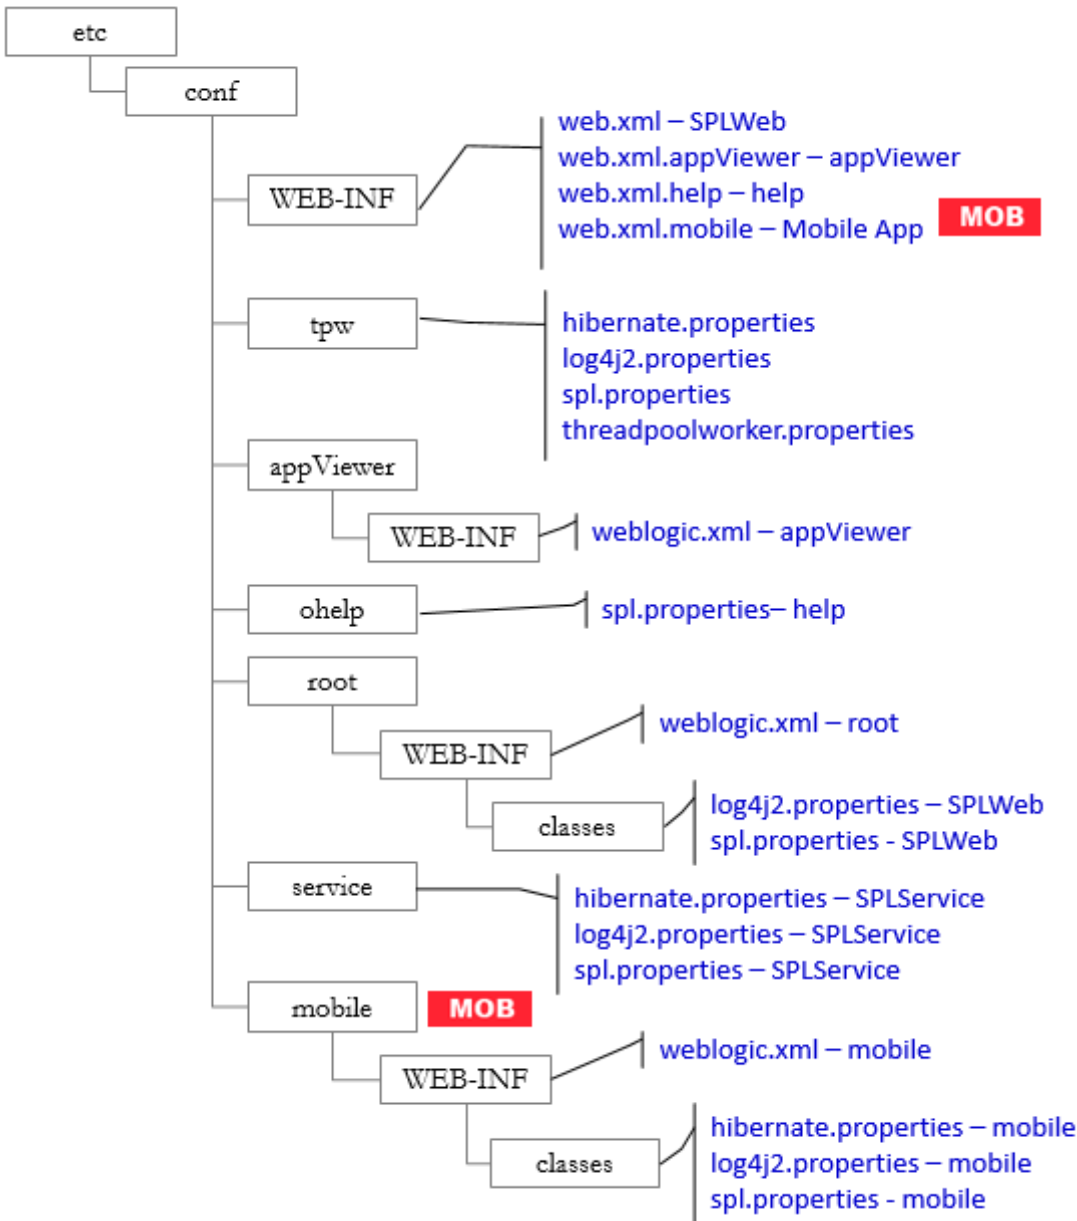 etc
conf
WEB-INF
web.xml – SPLWeb
web.xml.appViewer – appViewer
web.xml.help – help
web.xml.mobile – Mobile App
MOB
tpw
hibernate.properties
log4j2.properties
spl.properties
threadpoolworker.properties
appViewer
WEB-INF
weblogic.xml – appViewer
ohelp
spl.properties– help
root
WEB-INF
weblogic.xml – root
classes
log4j2.properties – SPLWeb
spl.properties - SPLWeb
service
hibernate.properties – SPLService
log4j2.properties – SPLService
spl.properties – SPLService
mobile
MOB
WEB-INF
weblogic.xml – mobile
classes
hibernate.properties – mobile
log4j2.properties – mobile
spl.properties - mobile